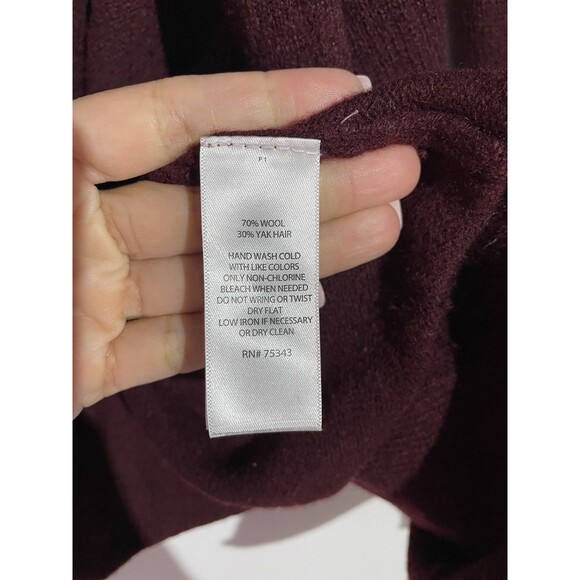 P1
70% WOOL
30% YAK HAIR
HAND WASH COLD
WITH LIKE COLORS
ONLY NON-CHLORINE
BLEACH WHEN NEEDED
DO NOT WRING OR TWIST
DRY FLAT
LOW IRON IF NECESSARY
OR DRY CLEAN
RN# 75343